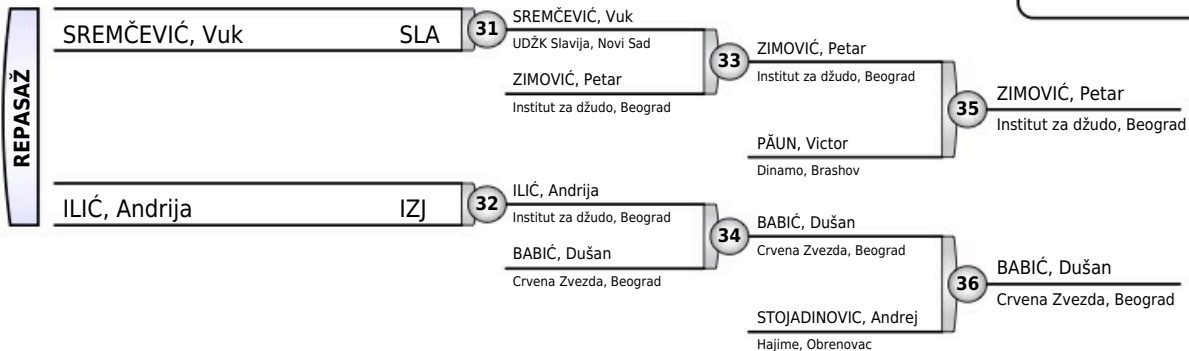 REPASAŽ
SREMČEVIĆ, Vuk SLA
31
SREMČEVIĆ, Vuk
UDŽK Slavija, Novi Sad
ZIMOVIĆ, Petar
Institut za džudo, Beograd
33
ZIMOVIĆ, Petar
Institut za džudo, Beograd
PĂUN, Victor
Dinamo, Brashov
35
ZIMOVIĆ, Petar
Institut za džudo, Beograd
ILIĆ, Andrija IZJ
32
ILIĆ, Andrija
Institut za džudo, Beograd
BABIĆ, Dušan
Crvena Zvezda, Beograd
34
BABIĆ, Dušan
Crvena Zvezda, Beograd
STOJADINOVIC, Andrej
Hajime, Obrenovac
36
BABIĆ, Dušan
Crvena Zvezda, Beograd